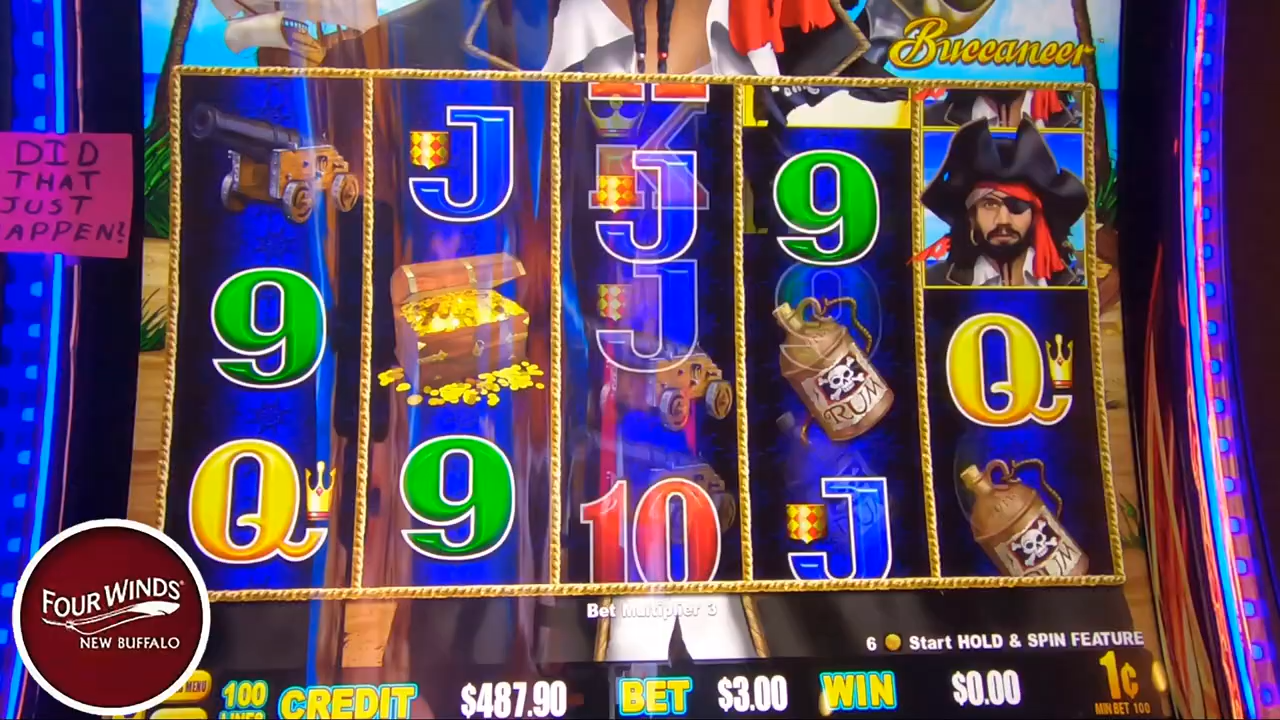 Buccaneer
DID
THAT
JUST
APPEN?
J
K
J
9
9
J
RUM
Q
Q
9
10
J
RUM
Bet Multiplier 3
6 Start HOLD & SPIN FEATURE
FOUR WINDS®
NEW BUFFALO
MENU
100
LINES
CREDIT $487.90 BET $3.00 WIN $0.00
1¢
MIN BET 100